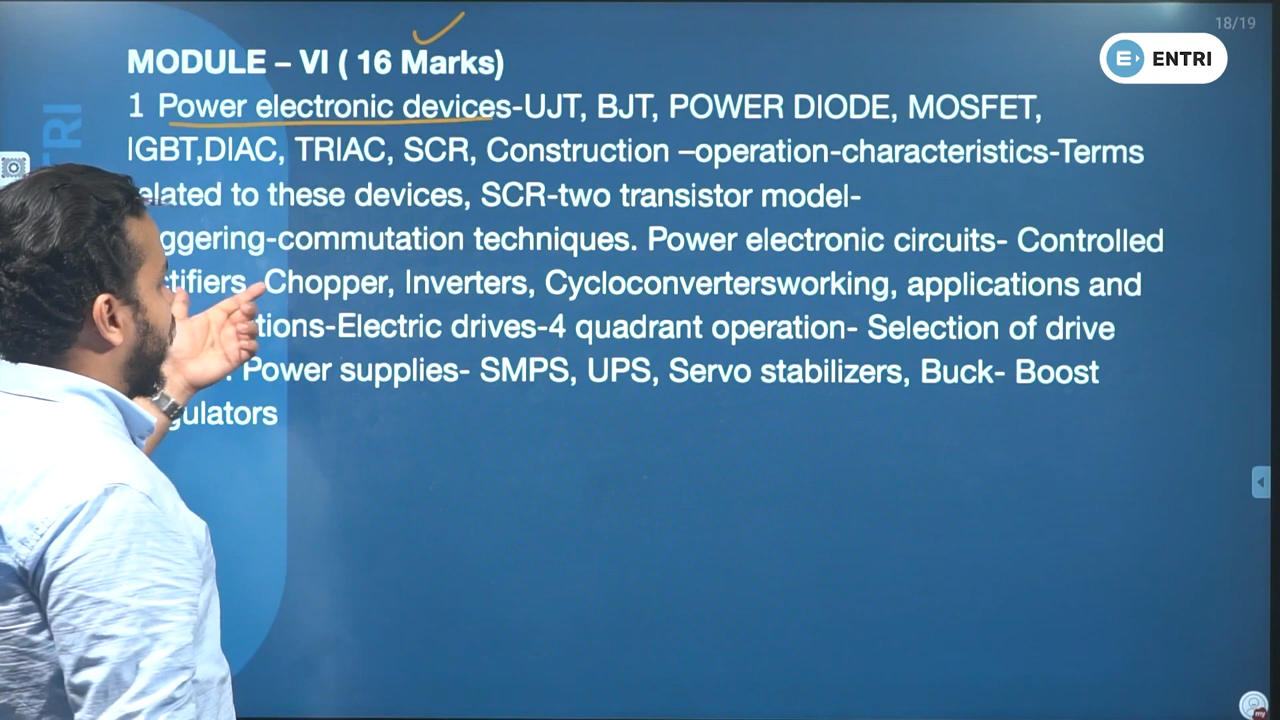 18/19
ENTRI
MODULE – VI ( 16 Marks)
1 Power electronic devices-UJT, BJT, POWER DIODE, MOSFET,
IGBT,DIAC, TRIAC, SCR, Construction –operation-characteristics-Terms
elated to these devices, SCR-two transistor model-
ggering-commutation techniques. Power electronic circuits- Controlled
tifiers Chopper, Inverters, Cycloconvertersworking, applications and
tions-Electric drives-4 quadrant operation- Selection of drive
. Power supplies- SMPS, UPS, Servo stabilizers, Buck- Boost
gulators
TRI